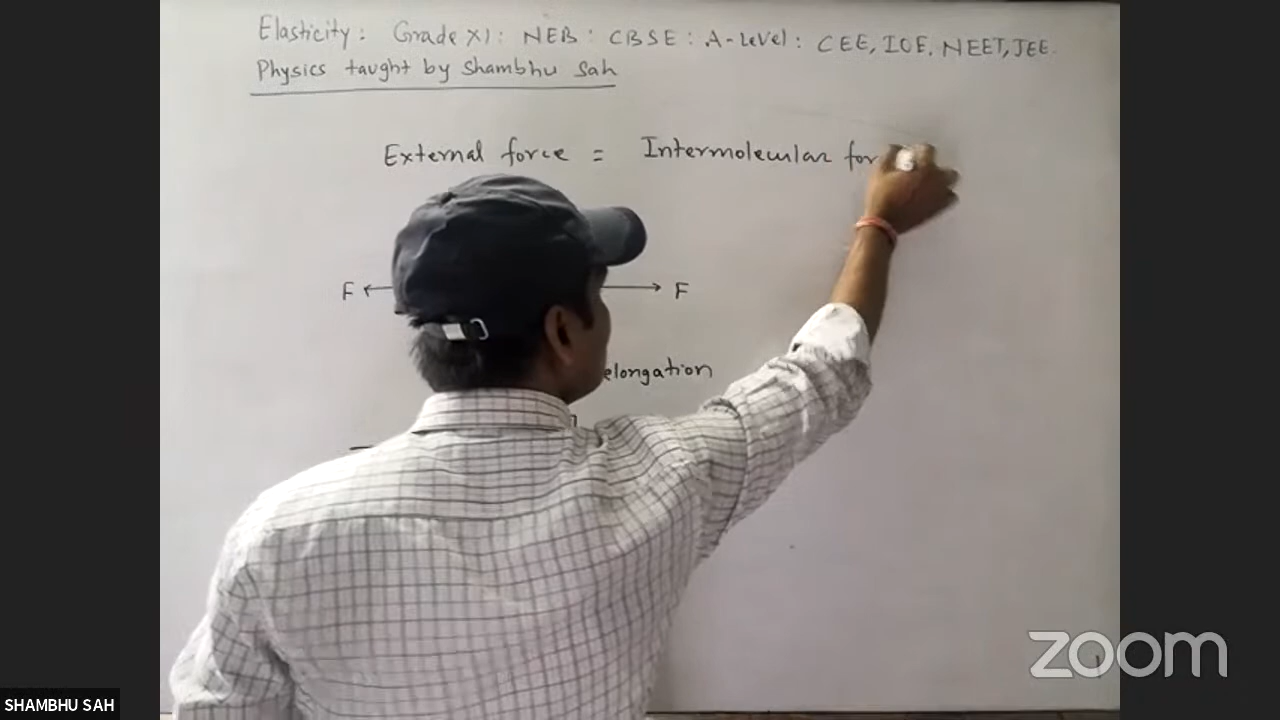 Elasticity: Grade XI: NEB: CBSE: A-Level: CEE, IOE, NEET, JEE.
Physics taught by Shambhu Sah
External force = Intermolecular for
F F
elongation
zoom
SHAMBHU SAH